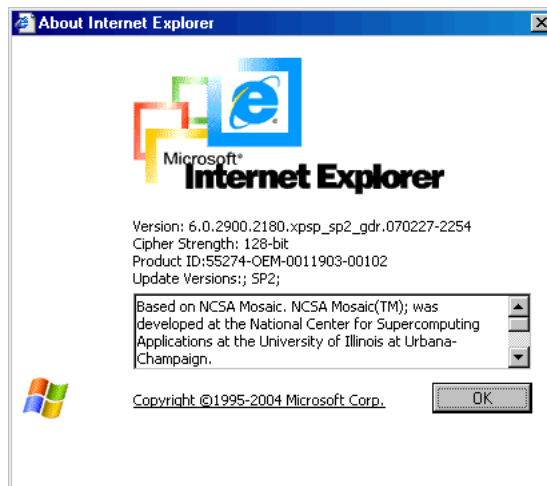 About Internet Explorer
Microsoft®
Internet Explorer
Version: 6.0.2900.2180.xpsp_sp2_gdr.070227-2254
Cipher Strength: 128-bit
Product ID:55274-OEM-0011903-00102
Update Versions:; SP2;
Based on NCSA Mosaic. NCSA Mosaic(TM); was
developed at the National Center for Supercomputing
Applications at the University of Illinois at Urbana-
Champaign.
Copyright ©1995-2004 Microsoft Corp.
OK